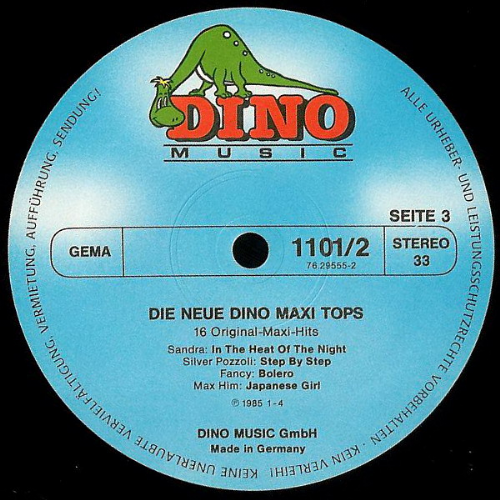 DINO
MUSIC
ALLE URHEBER- UND LEISTUNGSSCHUTZRECHTE VORBEHALTEN · KEIN VERLEIH! · KEINE UNERLAUBTE VERVIELFÄLTIGUNG, VERMIETUNG, AUFFÜHRUNG, SENDUNG!
SEITE 3
GEMA
1101/2
76.29555-2
STEREO
33
DIE NEUE DINO MAXI TOPS
16 Original-Maxi-Hits
Sandra: In The Heat Of The Night
Silver Pozzoli: Step By Step
Fancy: Bolero
Max Him: Japanese Girl
℗ 1985 1-4
DINO MUSIC GmbH
Made in Germany